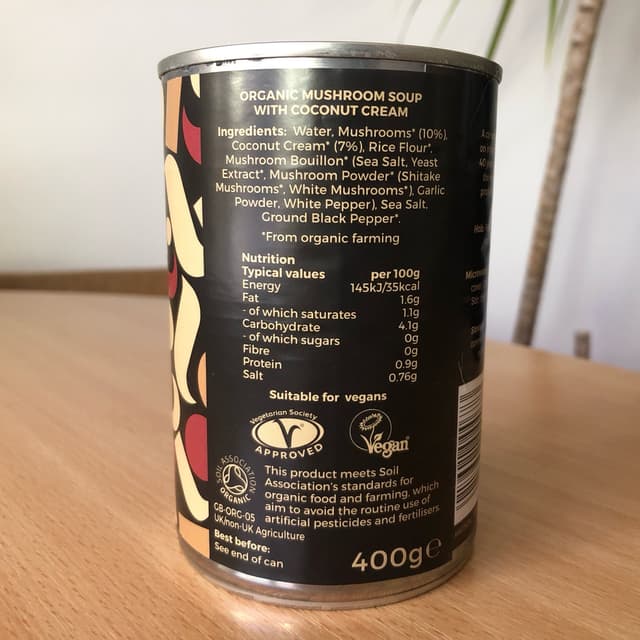 ORGANIC MUSHROOM SOUP
WITH COCONUT CREAM
Ingredients: Water, Mushrooms* (10%),
Coconut Cream* (7%), Rice Flour*,
Mushroom Bouillon* (Sea Salt, Yeast
Extract*, Mushroom Powder* (Shitake
Mushrooms*, White Mushrooms*), Garlic
Powder, White Pepper), Sea Salt,
Ground Black Pepper*.
*From organic farming
Nutrition
Typical values per 100g
Energy 145kJ/35kcal
Fat 1.6g
- of which saturates 1.1g
Carbohydrate 4.1g
- of which sugars 0g
Fibre 0g
Protein 0.9g
Salt 0.76g
Suitable for vegans
Vegetarian Society
APPROVED
Vegan
SOIL ASSOCIATION
ORGANIC
This product meets Soil
Association's standards for
organic food and farming, which
aim to avoid the routine use of
artificial pesticides and fertilisers.
GB-ORG-05
UK/non-UK Agriculture
Best before:
See end of can
400g e